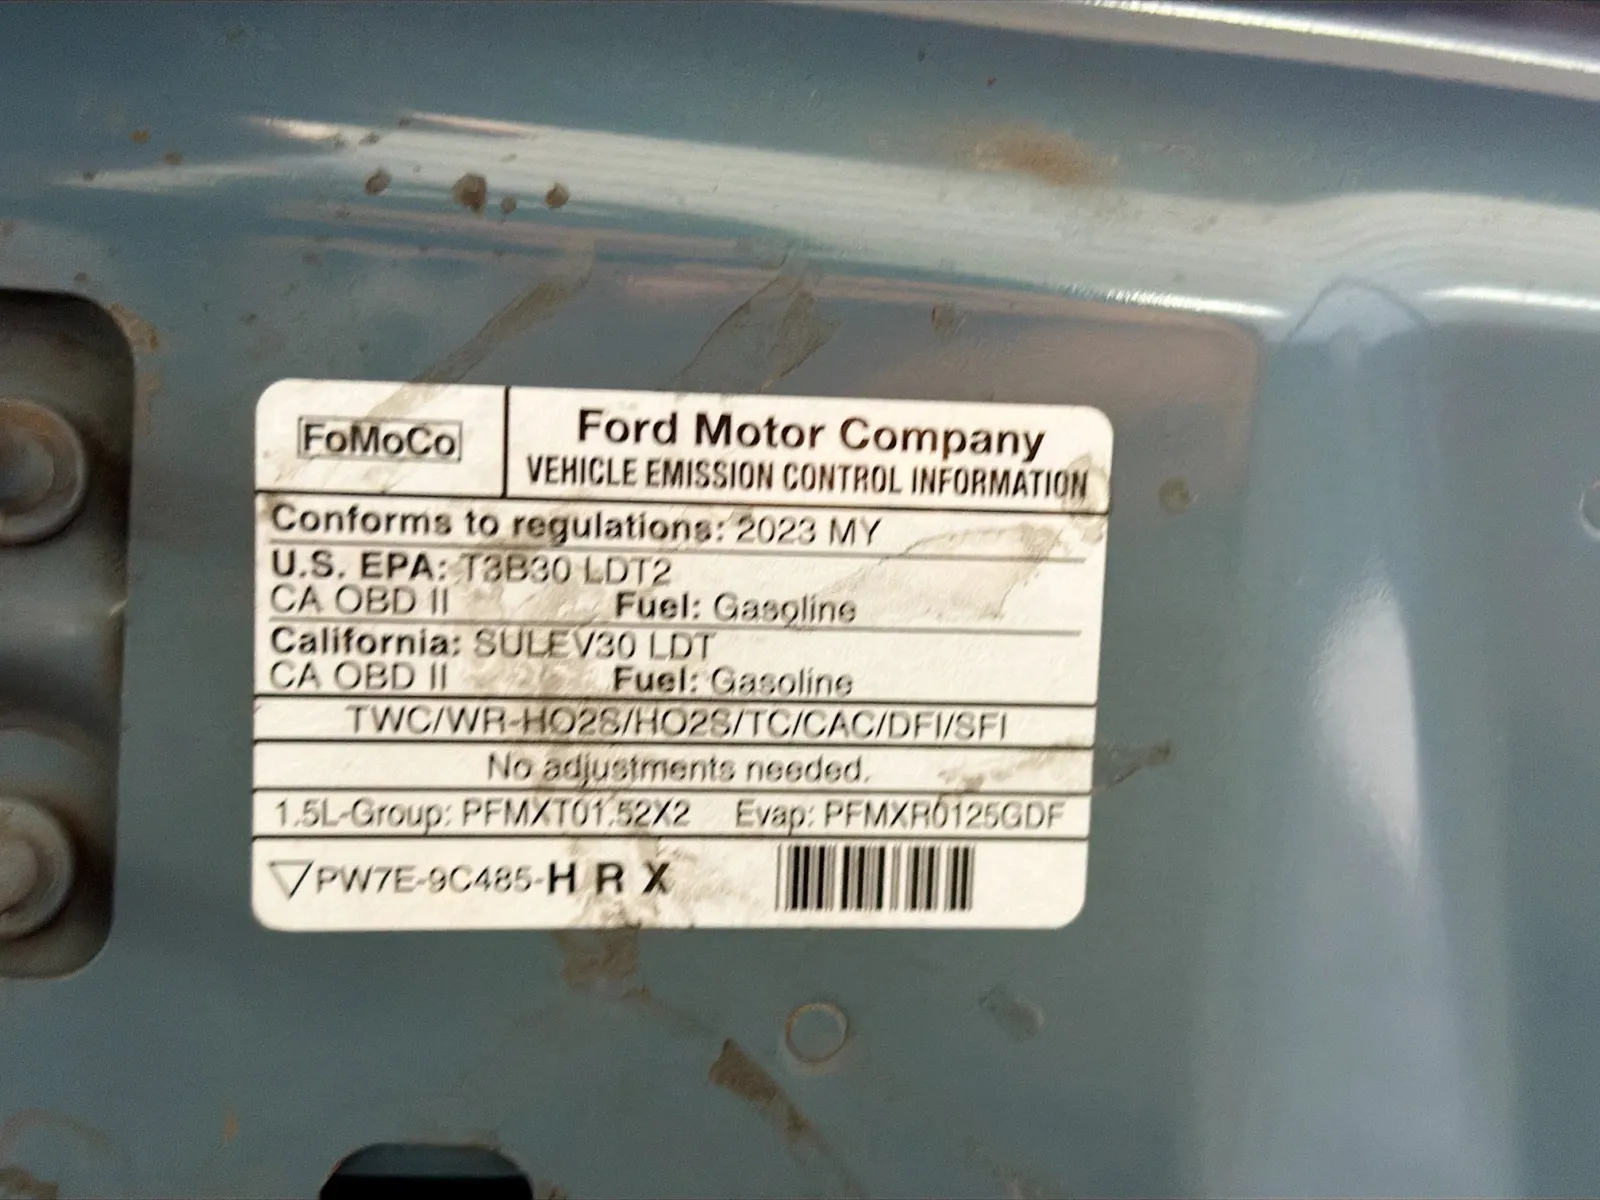 FoMoCo
Ford Motor Company
VEHICLE EMISSION CONTROL INFORMATION
Conforms to regulations: 2023 MY
U.S. EPA: T3B30 LDT2
CA OBD II Fuel: Gasoline
California: SULEV30 LDT
CA OBD II Fuel: Gasoline
TWC/WR-HO2S/HO2S/TC/CAC/DFI/SFI
No adjustments needed.
1.5L-Group: PFMXT01.52X2 Evap: PFMXR0125GDF
▽PW7E-9C485-H R X